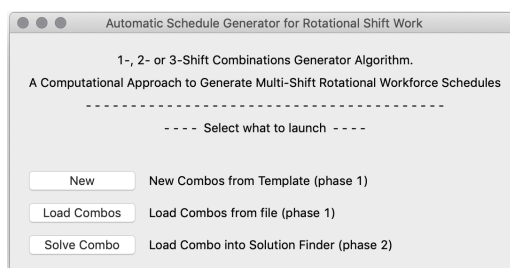 Automatic Schedule Generator for Rotational Shift Work
1-, 2- or 3-Shift Combinations Generator Algorithm.
A Computational Approach to Generate Multi-Shift Rotational Workforce Schedules
- - - - - - - - - - - - - - - - - - - - - - - - - - - - - - - - - - - - - - - -
- - - - Select what to launch - - - -
New New Combos from Template (phase 1)
Load Combos Load Combos from file (phase 1)
Solve Combo Load Combo into Solution Finder (phase 2)